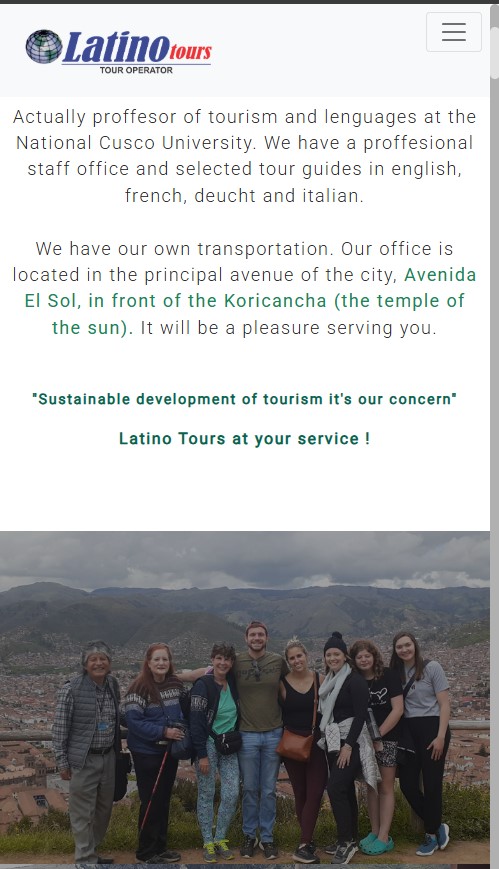 Latino tours
TOUR OPERATOR
Actually proffesor of tourism and lenguages at the
National Cusco University. We have a proffesional
staff office and selected tour guides in english,
french, deucht and italian.
We have our own transportation. Our office is
located in the principal avenue of the city, Avenida
El Sol, in front of the Koricancha (the temple of
the sun). It will be a pleasure serving you.
"Sustainable development of tourism it's our concern"
Latino Tours at your service !